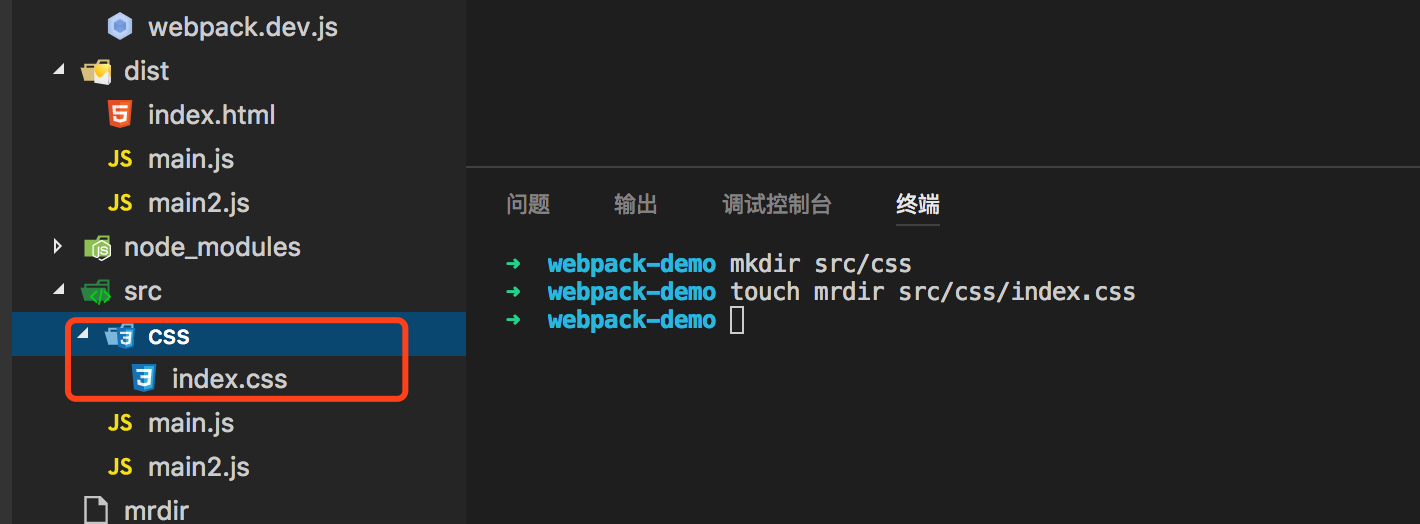 webpack.dev.js
dist
index.html
JS main.js
JS main2.js
node_modules
src
css
index.css
JS main.js
JS main2.js
mrdir
问题 输出 调试控制台 终端
➜ webpack-demo mkdir src/css
➜ webpack-demo touch mrdir src/css/index.css
➜ webpack-demo